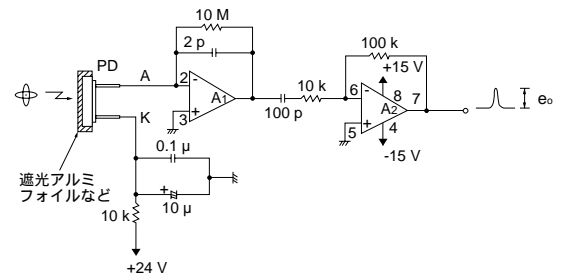 10 M
2 p
100 k
PD
A
2
-
A1
3
+
10 k
100 p
+15 V
6
-
8
7
A2
5
+
4
-15 V
eo
K
0.1 μ
+
10 μ
遮光アルミ
フォイルなど
10 k
+24 V